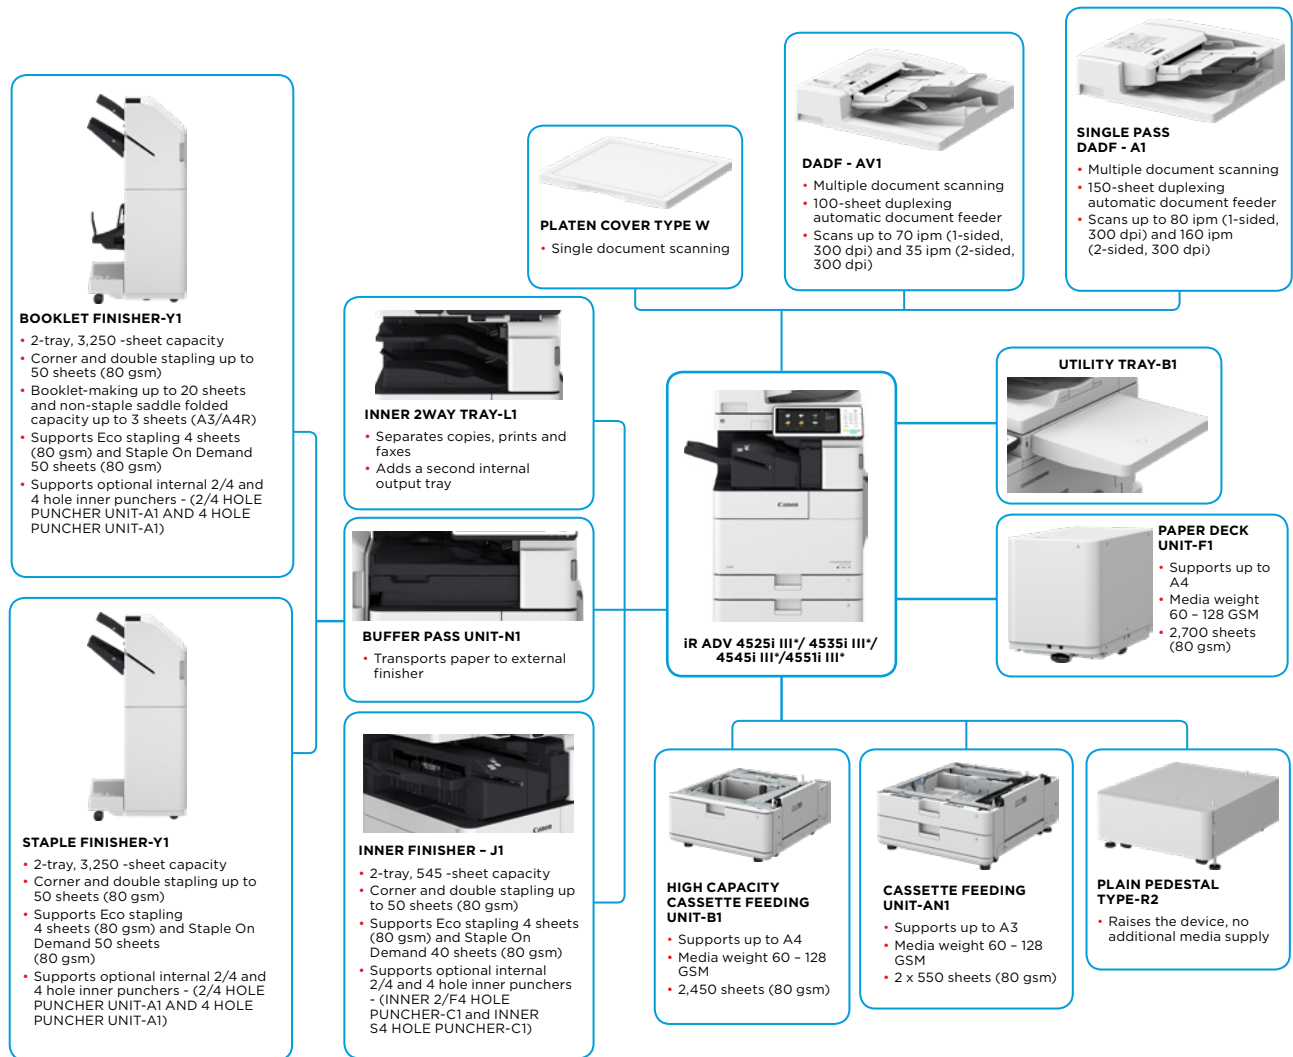 BOOKLET FINISHER-Y1
• 2-tray, 3,250 -sheet capacity
• Corner and double stapling up to
50 sheets (80 gsm)
• Booklet-making up to 20 sheets
and non-staple saddle folded
capacity up to 3 sheets (A3/A4R)
• Supports Eco stapling 4 sheets
(80 gsm) and Staple On Demand
50 sheets (80 gsm)
• Supports optional internal 2/4 and
4 hole inner punchers - (2/4 HOLE
PUNCHER UNIT-A1 AND 4 HOLE
PUNCHER UNIT-A1)
STAPLE FINISHER-Y1
• 2-tray, 3,250 -sheet capacity
• Corner and double stapling up to
50 sheets (80 gsm)
• Supports Eco stapling
4 sheets (80 gsm) and Staple On
Demand 50 sheets
(80 gsm)
• Supports optional internal 2/4 and
4 hole inner punchers - (2/4 HOLE
PUNCHER UNIT-A1 AND 4 HOLE
PUNCHER UNIT-A1)
INNER 2WAY TRAY-L1
• Separates copies, prints and
faxes
• Adds a second internal
output tray
BUFFER PASS UNIT-N1
• Transports paper to external
finisher
Canon
INNER FINISHER – J1
• 2-tray, 545 -sheet capacity
• Corner and double stapling up
to 50 sheets (80 gsm)
• Supports Eco stapling 4 sheets
(80 gsm) and Staple On
Demand 40 sheets (80 gsm)
• Supports optional internal
2/4 and 4 hole inner punchers
- (INNER 2/F4 HOLE
PUNCHER-C1 and INNER
S4 HOLE PUNCHER-C1)
PLATEN COVER TYPE W
• Single document scanning
DADF - AV1
• Multiple document scanning
• 100-sheet duplexing
automatic document feeder
• Scans up to 70 ipm (1-sided,
300 dpi) and 35 ipm (2-sided,
300 dpi)
SINGLE PASS
DADF - A1
• Multiple document scanning
• 150-sheet duplexing
automatic document feeder
• Scans up to 80 ipm (1-sided,
300 dpi) and 160 ipm
(2-sided, 300 dpi)
Canon
iR ADV 4525i III*/ 4535i III*/
4545i III*/4551i III*
UTILITY TRAY-B1
PAPER DECK
UNIT-F1
• Supports up to
A4
• Media weight
60 – 128 GSM
• 2,700 sheets
(80 gsm)
HIGH CAPACITY
CASSETTE FEEDING
UNIT-B1
• Supports up to A4
• Media weight 60 – 128
GSM
• 2,450 sheets (80 gsm)
CASSETTE FEEDING
UNIT-AN1
• Supports up to A3
• Media weight 60 – 128
GSM
• 2 x 550 sheets (80 gsm)
PLAIN PEDESTAL
TYPE-R2
• Raises the device, no
additional media supply